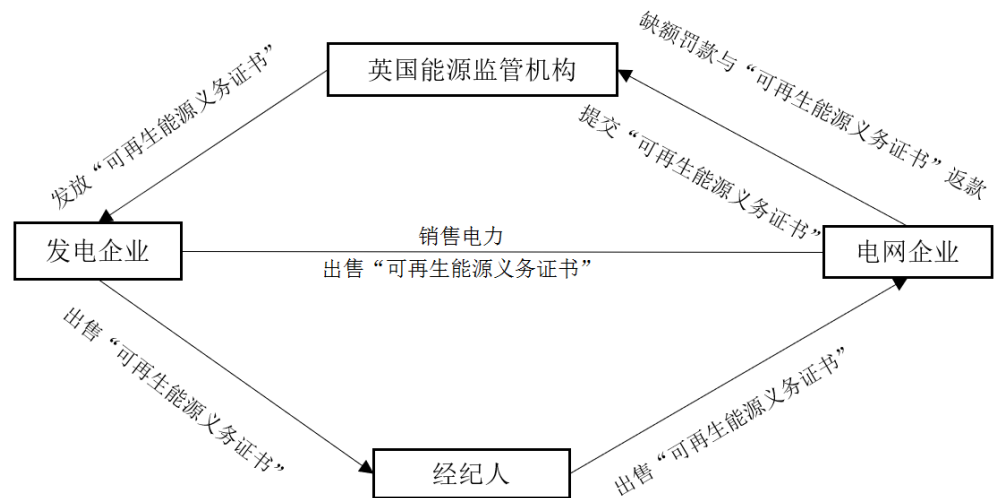 缺额罚款与“可再生能源义务证书”返款
英国能源监管机构
发放“可再生能源义务证书”
提交“可再生能源义务证书”
发电企业
销售电力
出售“可再生能源义务证书”
电网企业
出售“可再生能源义务证书”
出售“可再生能源义务证书”
经纪人